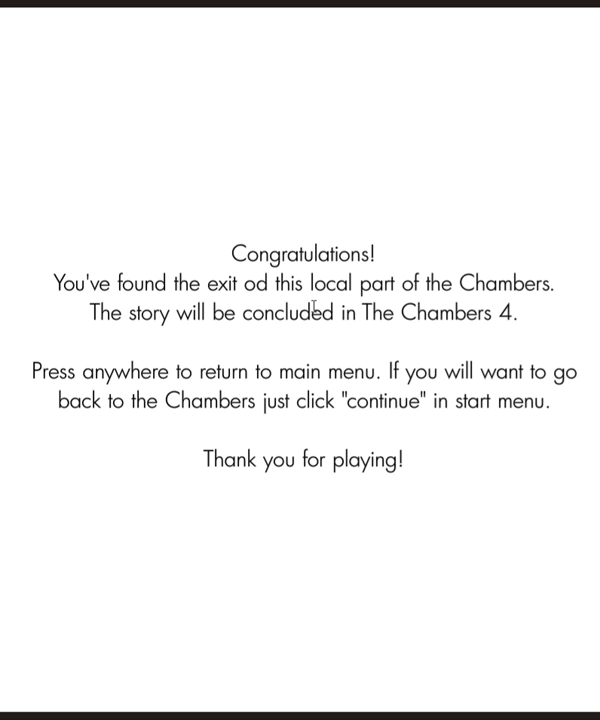 Congratulations!
You've found the exit od this local part of the Chambers.
The story will be concluded in The Chambers 4.
Press anywhere to return to main menu. If you will want to go
back to the Chambers just click "continue" in start menu.
Thank you for playing!